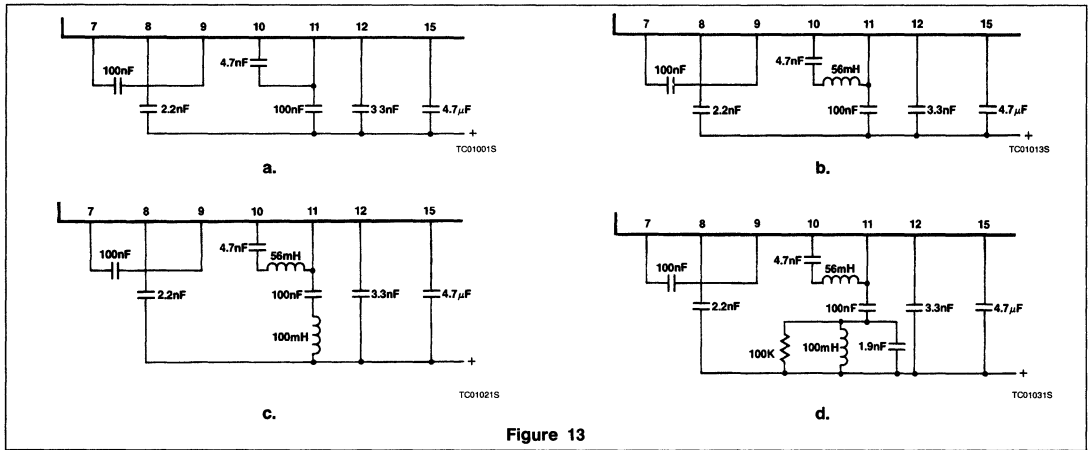 7 8 9 10 11 12 15
4.7nF
100nF
2.2nF 100nF 3 3nF 4.7μF
+
TC01001S
a.
7 8 9 10 11 12 15
4.7nF
56mH
100nF
2.2nF 100nF 3.3nF 4.7μF
+
TC01013S
b.
7 8 9 10 11 12 15
4.7nF
56mH
100nF
2.2nF 100nF 3.3nF 4.7μF
100mH
+
TC01021S
c.
7 8 9 10 11 12 15
4.7nF
56mH
100nF
2.2nF 100nF 3.3nF 4.7μF
100K 100mH 1.9nF
+
TC01031S
d.
Figure 13